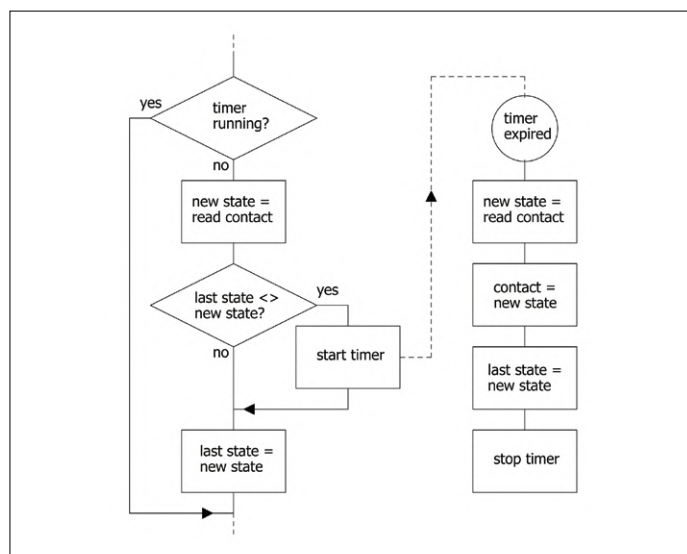 yes
timer
running?
no
new state =
read contact
last state <>
new state?
yes
no
start timer
last state =
new state
timer
expired
new state =
read contact
contact =
new state
last state =
new state
stop timer